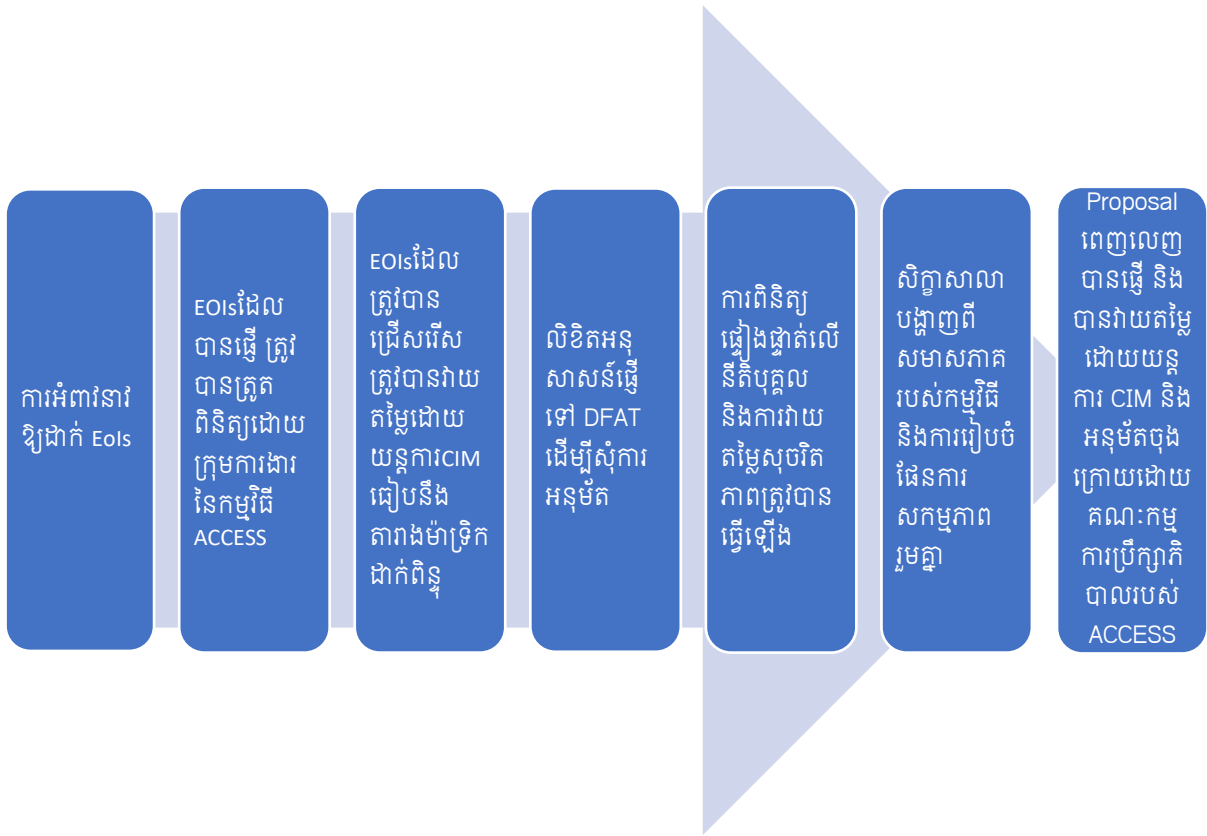 ការអំពាវនាវ
ឱ្យដាក់ EoIs
EOIsដែល
បានផ្ញើ ត្រូវ
បានត្រួត
ពិនិត្យដោយ
ក្រុមការងារ
នៃកម្មវិធី
ACCESS
EOIsដែល
ត្រូវបាន
ជ្រើសរើស
ត្រូវបានវាយ
តម្លៃដោយ
យន្តការCIM
ធៀបនឹង
តារាងម៉ាទ្រិក
ដាក់ពិន្ទុ
លិខិតអនុ
សាសន៍ផ្ញើ
ទៅ DFAT
ដើម្បីសុំការ
អនុម័ត
ការពិនិត្យ
ផ្ទៀងផ្ទាត់លើ
នីតិបុគ្គល
និងការវាយ
តម្លៃសុចរិត
ភាពត្រូវបាន
ធ្វើឡើង
សិក្ខាសាលា
បង្ហាញពី
សមាសភាគ
របស់កម្មវិធី
និងការរៀបចំ
ផែនការ
សកម្មភាព
រួមគ្នា
Proposal
ពេញលេញ
បានផ្ញើ និង
បានវាយតម្លៃ
ដោយយន្ត
ការ CIM និង
អនុម័តចុង
ក្រោយដោយ
គណៈកម្ម
ការប្រឹក្សាភិ
បាលរបស់
ACCESS